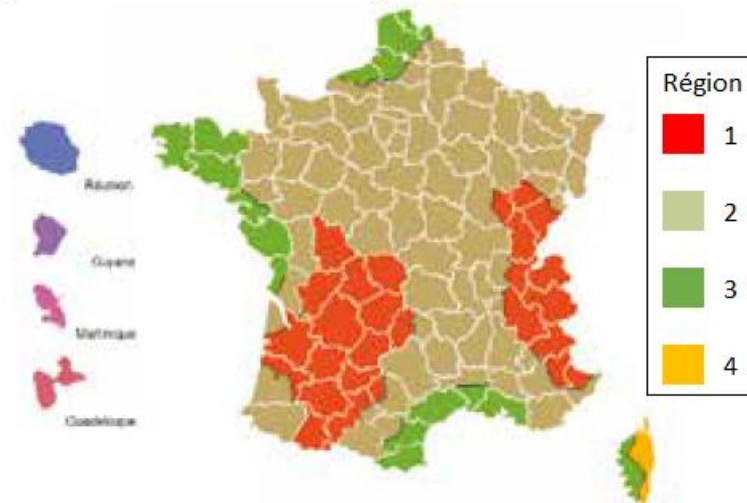 Réunion
Guyane
Martinique
Guadeloupe
Région
1
2
3
4